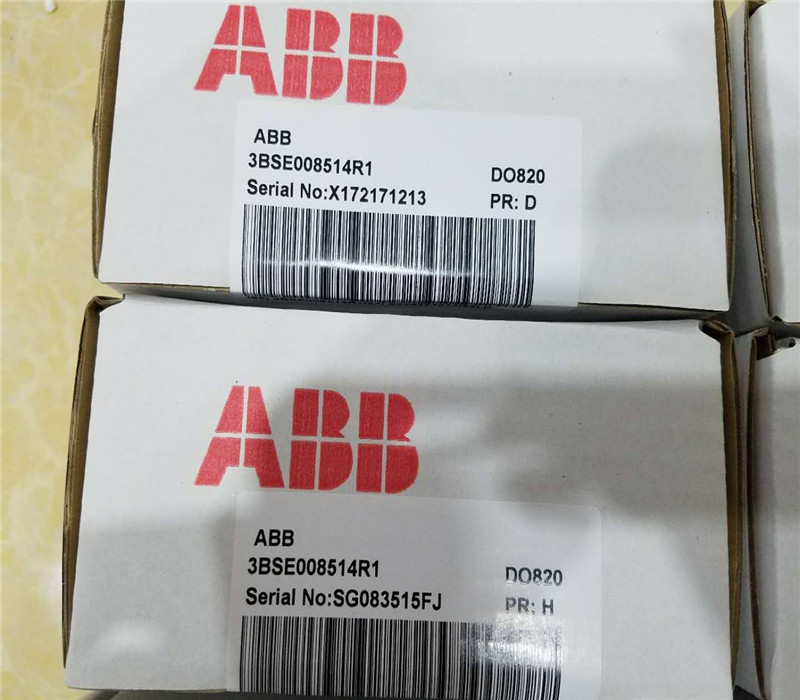 ABB
ABB
3BSE008514R1 DO820
Serial No:X172171213 PR: D
ABB
ABB
3BSE008514R1 DO820
Serial No:SG083515FJ PR: H